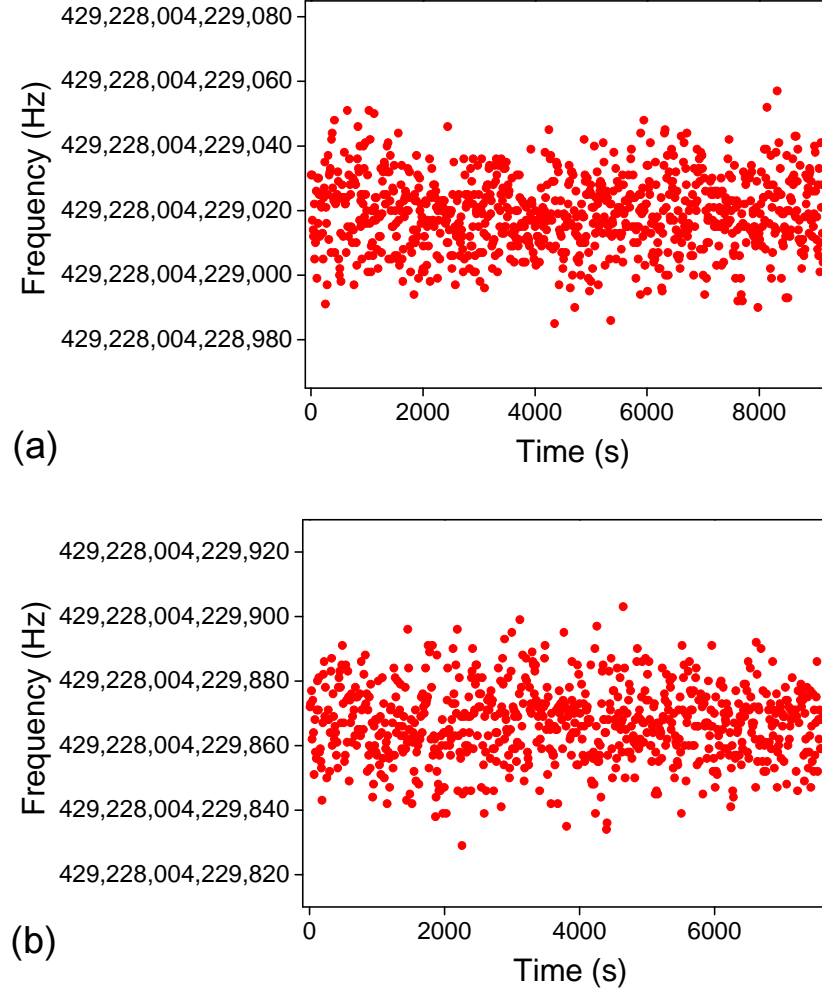 429,228,004,229,080
429,228,004,229,060
429,228,004,229,040
429,228,004,229,020
429,228,004,229,000
429,228,004,228,980
Frequency (Hz)
0 2000 4000 6000 8000
Time (s)
(a)
429,228,004,229,920
429,228,004,229,900
429,228,004,229,880
429,228,004,229,860
429,228,004,229,840
429,228,004,229,820
Frequency (Hz)
0 2000 4000 6000
Time (s)
(b)